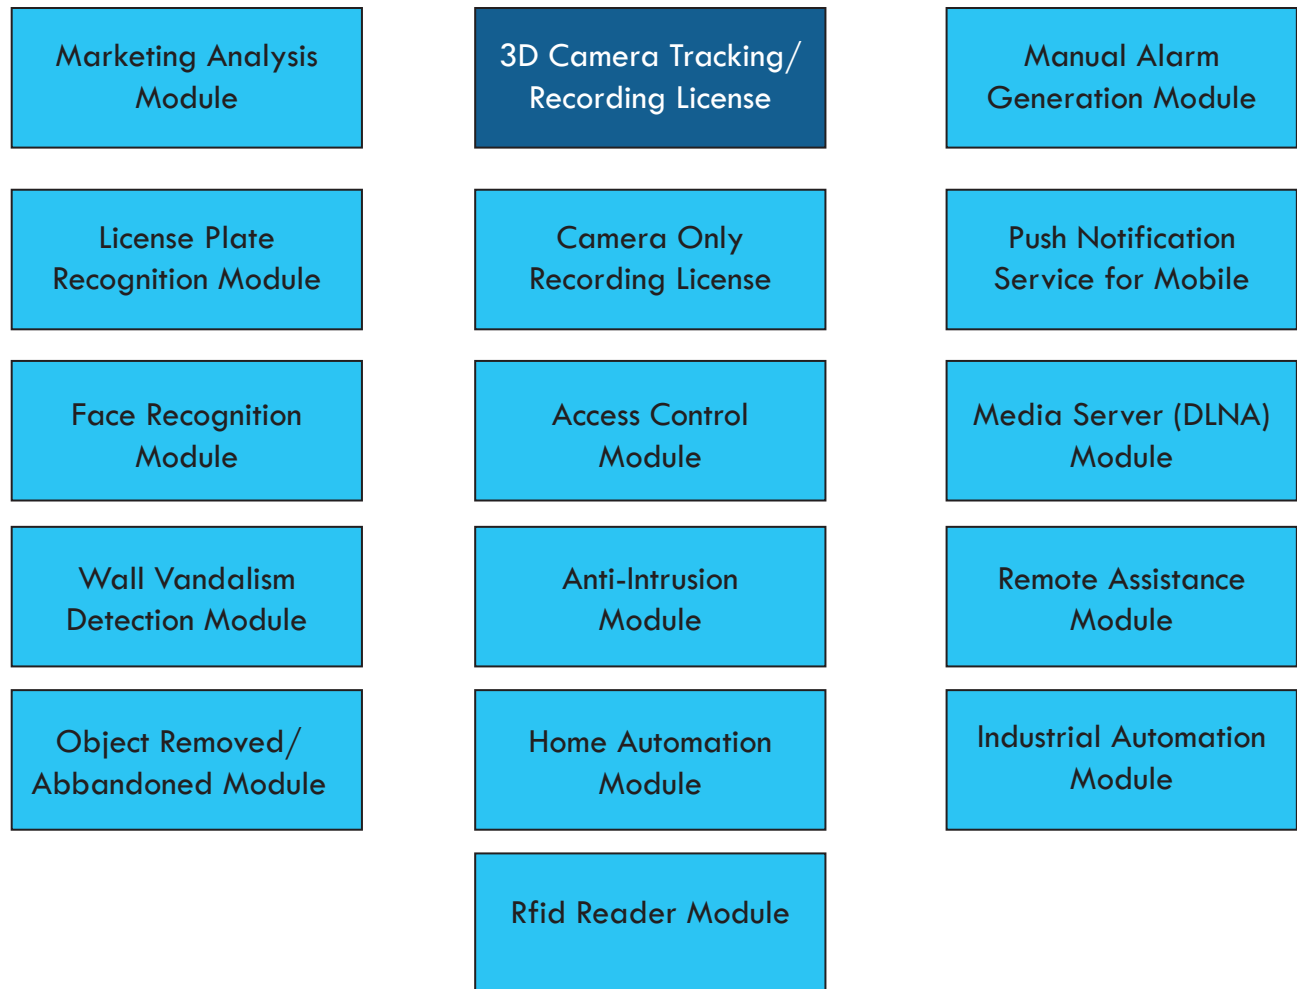 Marketing Analysis
Module
3D Camera Tracking/
Recording License
Manual Alarm
Generation Module
License Plate
Recognition Module
Camera Only
Recording License
Push Notification
Service for Mobile
Face Recognition
Module
Access Control
Module
Media Server (DLNA)
Module
Wall Vandalism
Detection Module
Anti-Intrusion
Module
Remote Assistance
Module
Object Removed/
Abbandoned Module
Home Automation
Module
Industrial Automation
Module
Rfid Reader Module